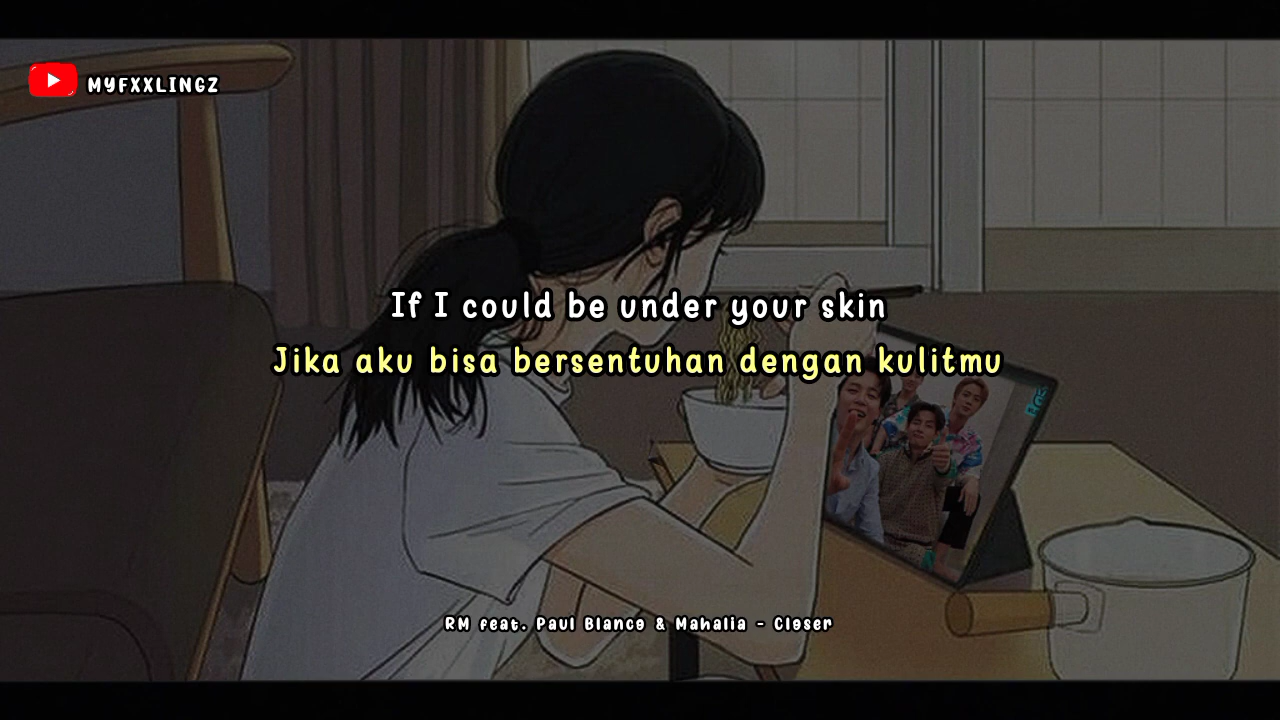 MYFXXLINGZ
If I could be under your skin
Jika aku bisa bersentuhan dengan kulitmu
RM feat. Paul Blanco & Mahalia - Closer